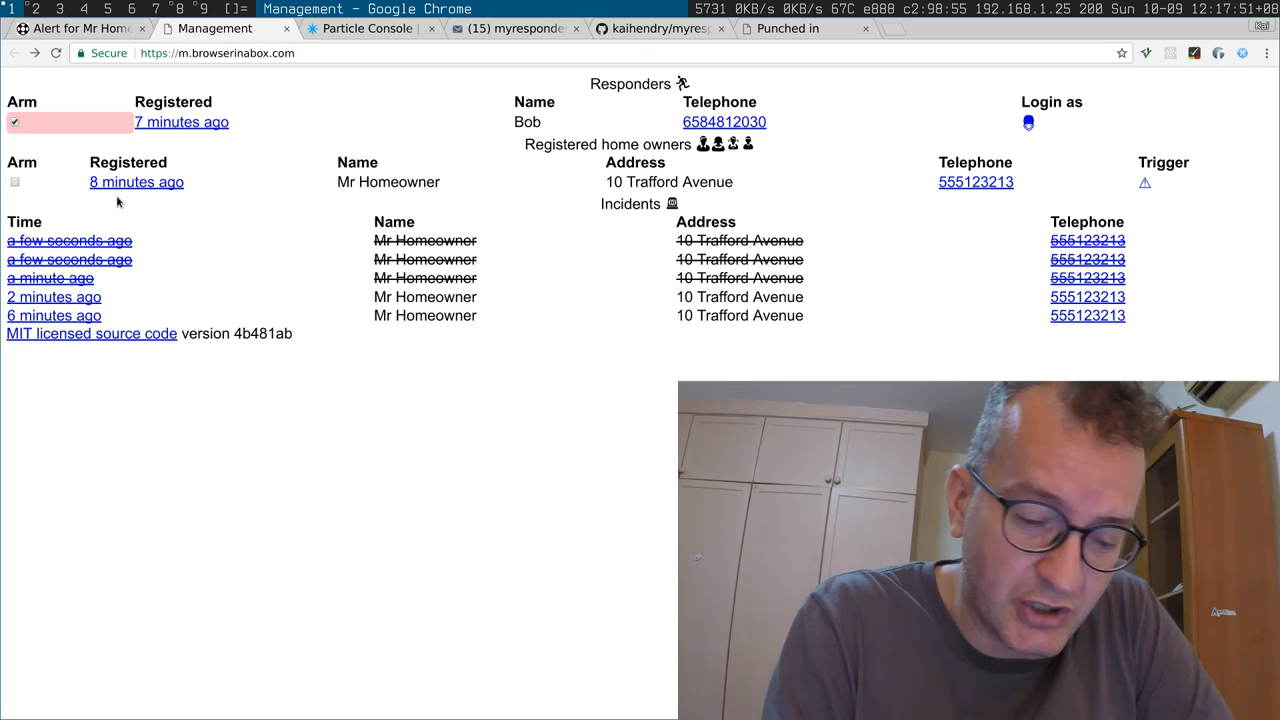 1 2 3 4 5 6 7 8 9 []= Management - Google Chrome 5731 0KB/s 0KB/s 67C e888 c2:98:55 192.168.1.25 200 Sun 10-09 12:17:51+08
Alert for Mr Home × Management × Particle Console | × (15) myresponde × kaihendry/myresp × Punched in × Kai
Secure https://m.browserinabox.com
Responders
Arm Registered Name Telephone Login as
7 minutes ago Bob 6584812030
Registered home owners
Arm Registered Name Address Telephone Trigger
8 minutes ago Mr Homeowner 10 Trafford Avenue 555123213
Incidents
Time Name Address Telephone
a few seconds ago Mr Homeowner 10 Trafford Avenue 555123213
a few seconds ago Mr Homeowner 10 Trafford Avenue 555123213
a minute ago Mr Homeowner 10 Trafford Avenue 555123213
2 minutes ago Mr Homeowner 10 Trafford Avenue 555123213
6 minutes ago Mr Homeowner 10 Trafford Avenue 555123213
MIT licensed source code version 4b481ab